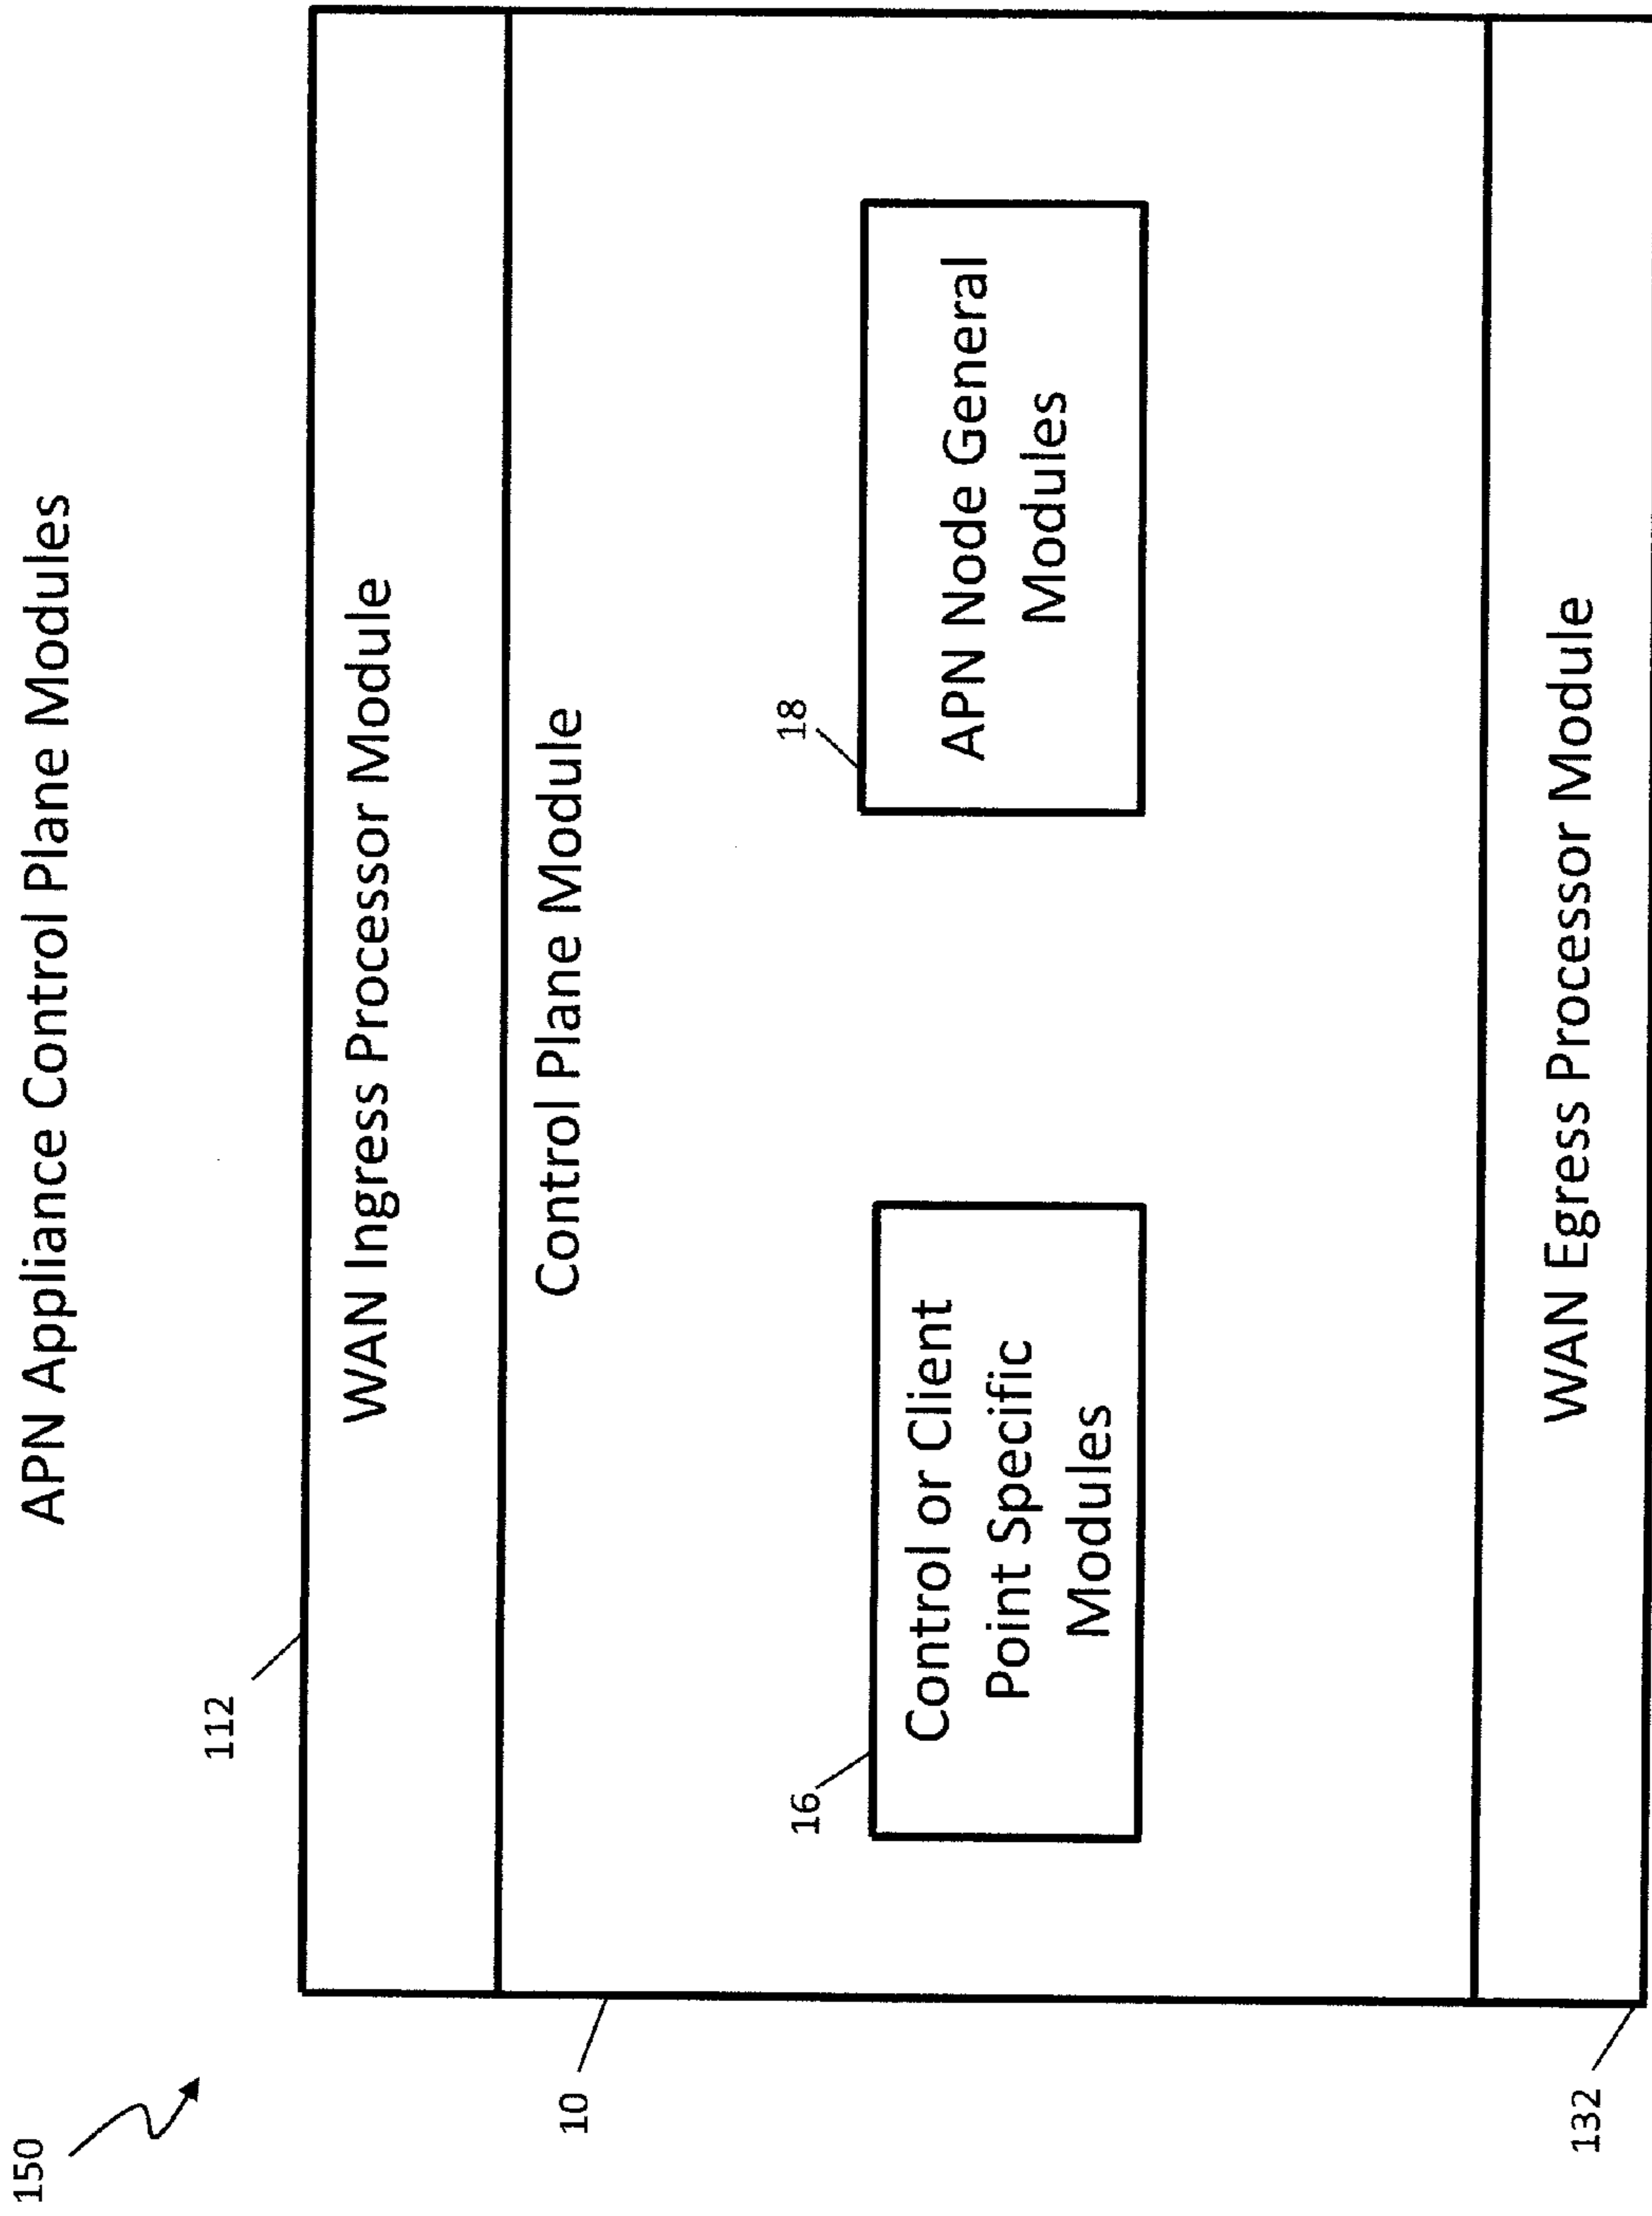 APN Appliance Control Plane Modules
150
112
WAN Ingress Processor Module
10
Control Plane Module
16
Control or Client
Point Specific
Modules
18
APN Node General
Modules
132
WAN Egress Processor Module